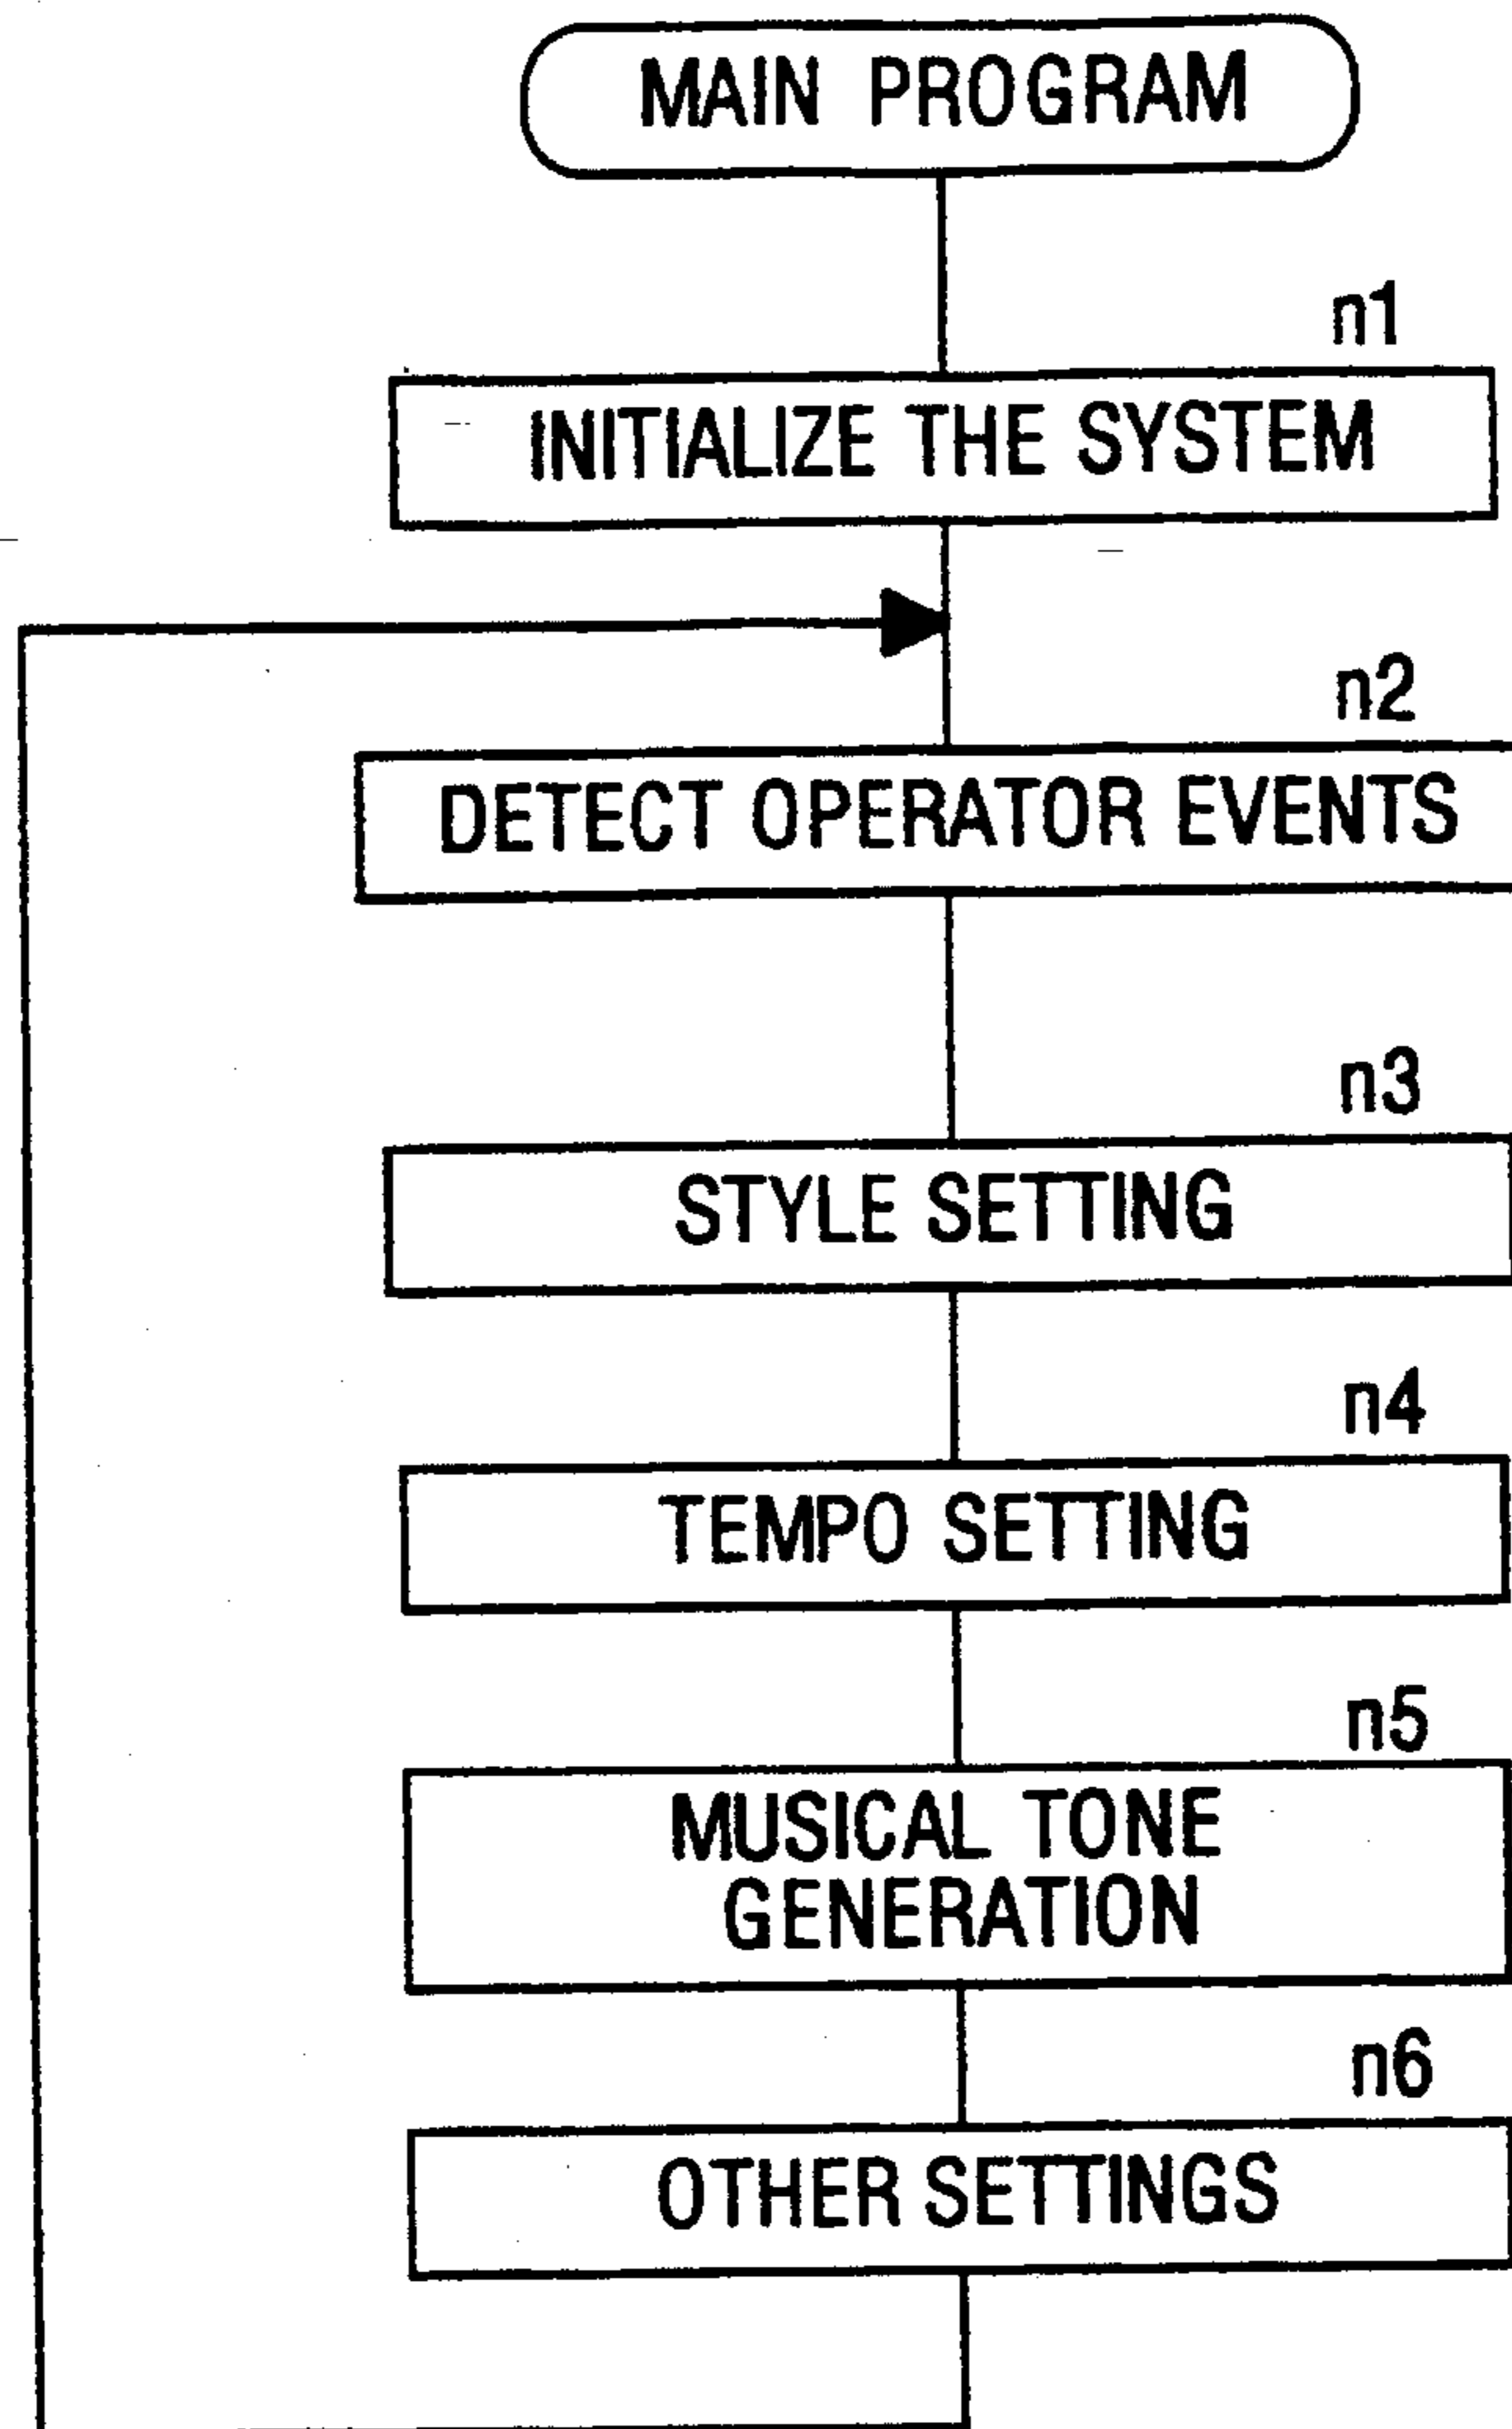 MAIN PROGRAM
n1
INITIALIZE THE SYSTEM
n2
DETECT OPERATOR EVENTS
n3
STYLE SETTING
n4
TEMPO SETTING
n5
MUSICAL TONE
GENERATION
n6
OTHER SETTINGS